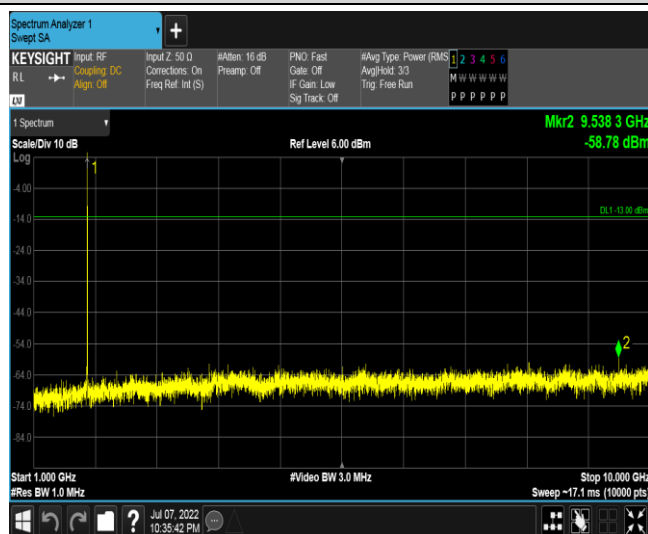 Spectrum Analyzer 1
Swept SA
+
KEYSIGHT
RL
LXI
Input: RF
Coupling: DC
Align: Off
Input Z: 50 Ω
Corrections: On
Freq Ref: Int (S)
#Atten: 16 dB
Preamp: Off
PNO: Fast
Gate: Off
IF Gain: Low
Sig Track: Off
#Avg Type: Power (RMS
Avg|Hold: 3/3
Trig: Free Run
1 2 3 4 5 6
M W W W W W
P P P P P P
1 Spectrum
Scale/Div 10 dB
Ref Level 6.00 dBm
Mkr2 9.538 3 GHz
-58.78 dBm
Log
1
-4.00
DL1 -13.00 dBm
-14.0
-24.0
-34.0
-44.0
-54.0
2
-64.0
-74.0
-84.0
Start 1.000 GHz
#Video BW 3.0 MHz
Stop 10.000 GHz
#Res BW 1.0 MHz
Sweep ~17.1 ms (10000 pts)
?
Jul 07, 2022
10:35:42 PM